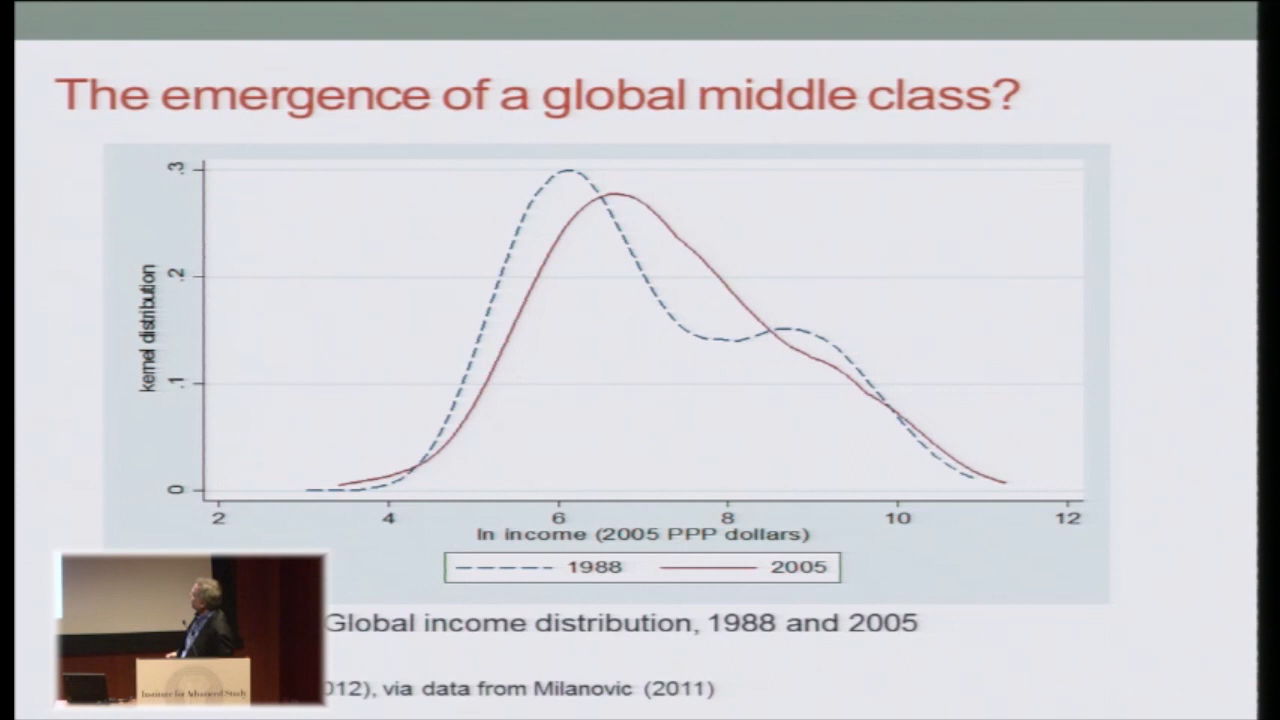 The emergence of a global middle class?
kernel distribution
.3
.2
.1
0
2 4 6 8 10 12
ln income (2005 PPP dollars)
1988 2005
Global income distribution, 1988 and 2005
012), via data from Milanovic (2011)
Institute for Advanced Study